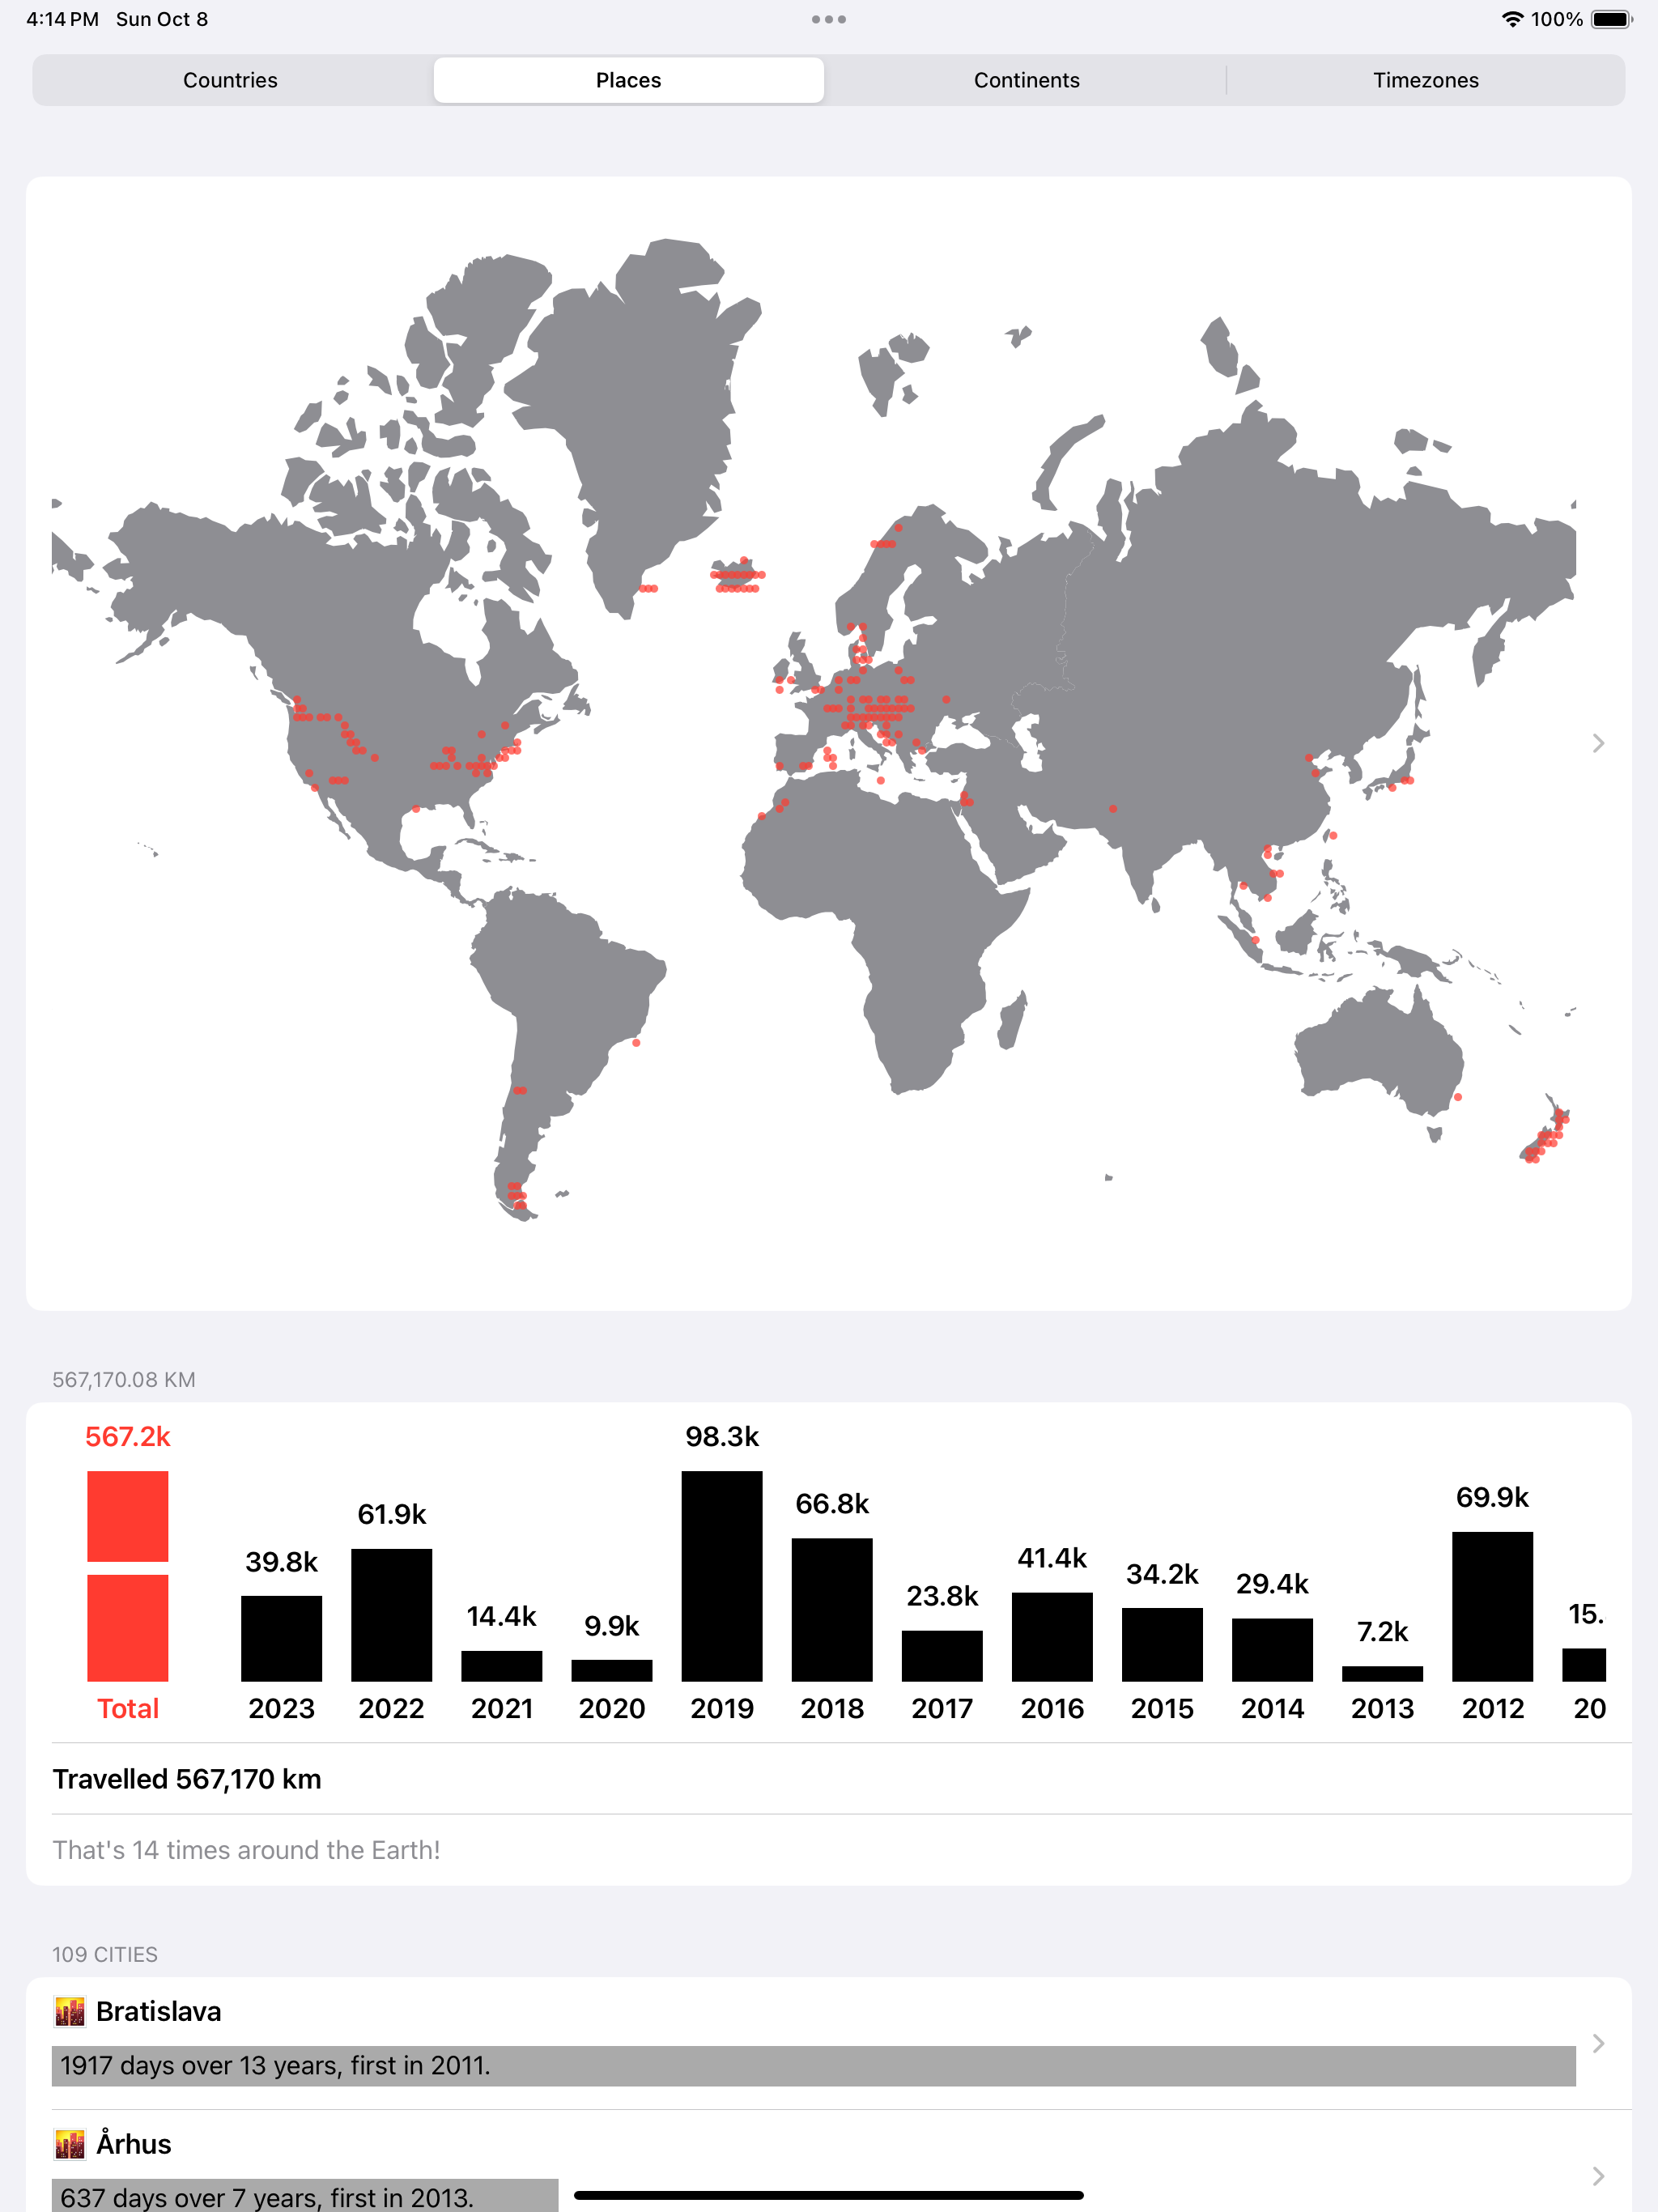 4:14 PM Sun Oct 8
100%
Countries Places Continents Timezones
567,170.08 KM
567.2k 39.8k 61.9k 14.4k 9.9k 98.3k 66.8k 23.8k 41.4k 34.2k 29.4k 7.2k 69.9k 15.
Total 2023 2022 2021 2020 2019 2018 2017 2016 2015 2014 2013 2012 20
Travelled 567,170 km
That's 14 times around the Earth!
109 CITIES
Bratislava
1917 days over 13 years, first in 2011.
Århus
637 days over 7 years, first in 2013.